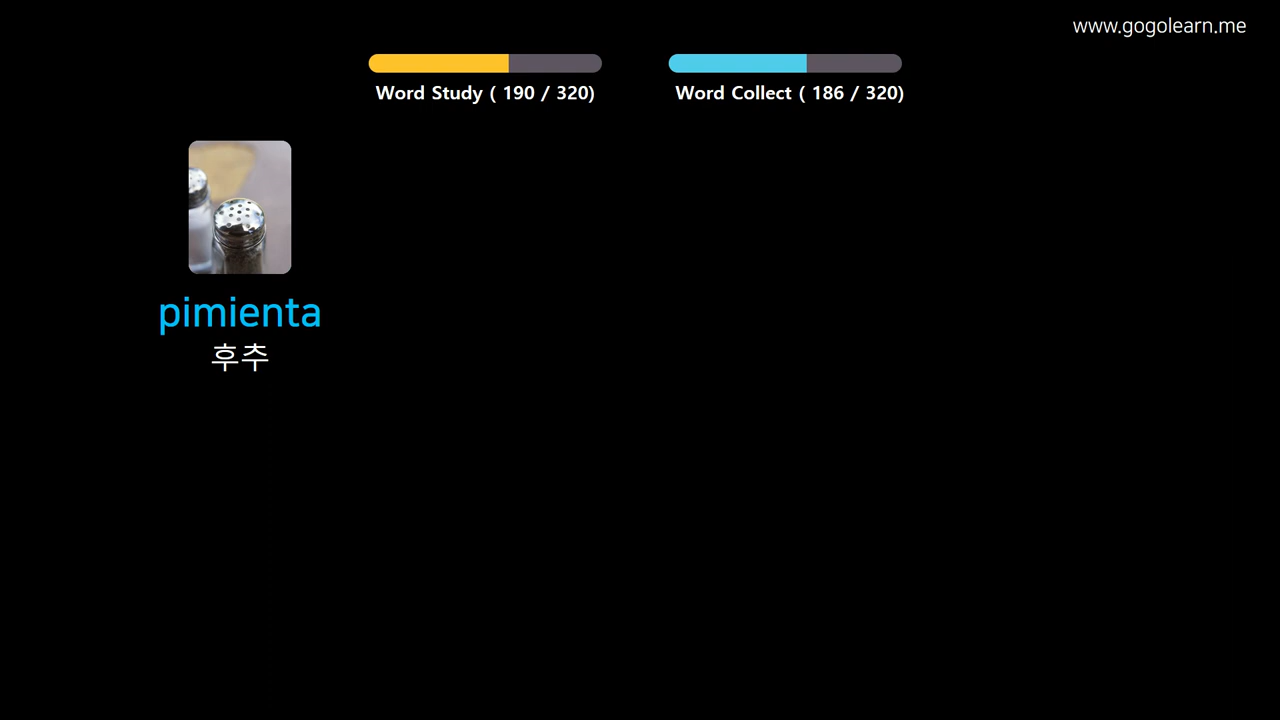 www.gogolearn.me
Word Study ( 190 / 320)
Word Collect ( 186 / 320)
pimienta
후추